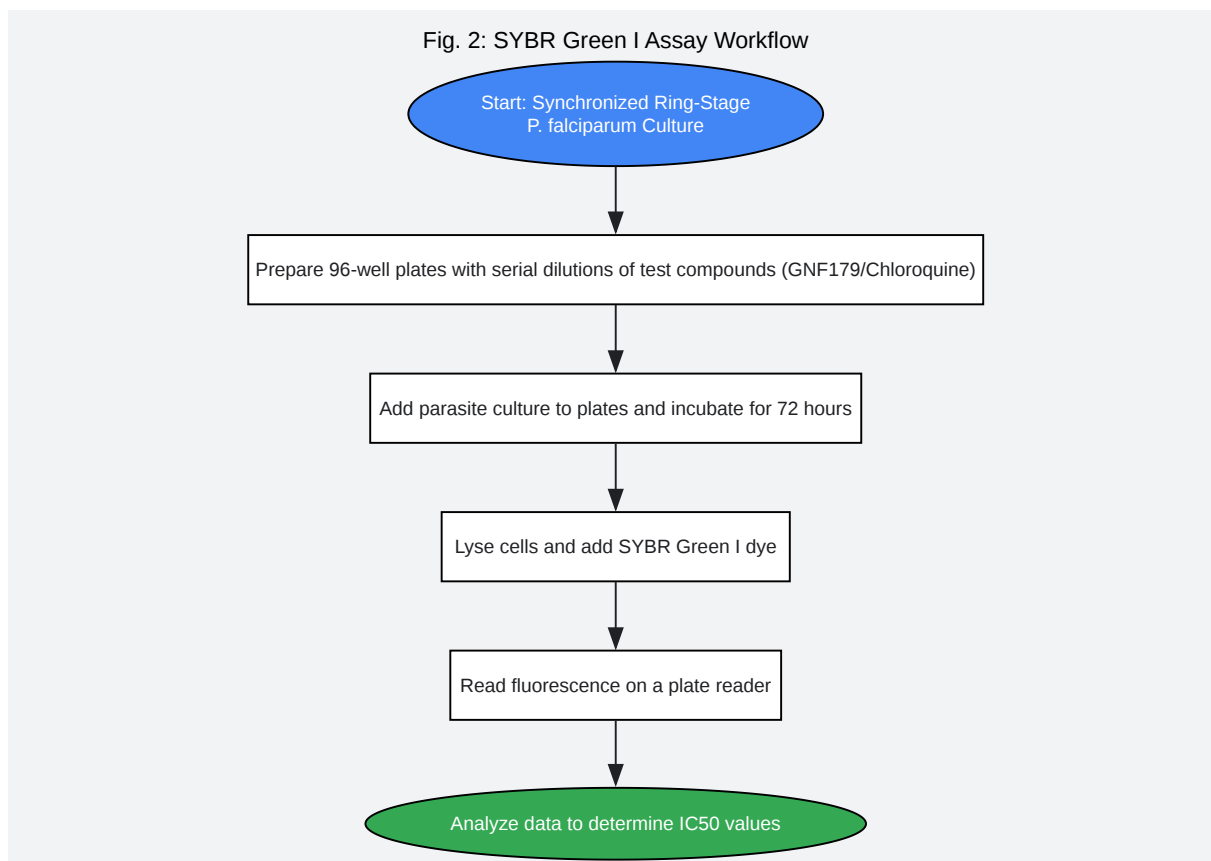 Fig. 2: SYBR Green I Assay Workflow
Start: Synchronized Ring-Stage
P. falciparum Culture
Prepare 96-well plates with serial dilutions of test compounds (GNF179/Chloroquine)
Add parasite culture to plates and incubate for 72 hours
Lyse cells and add SYBR Green I dye
Read fluorescence on a plate reader
Analyze data to determine IC50 values